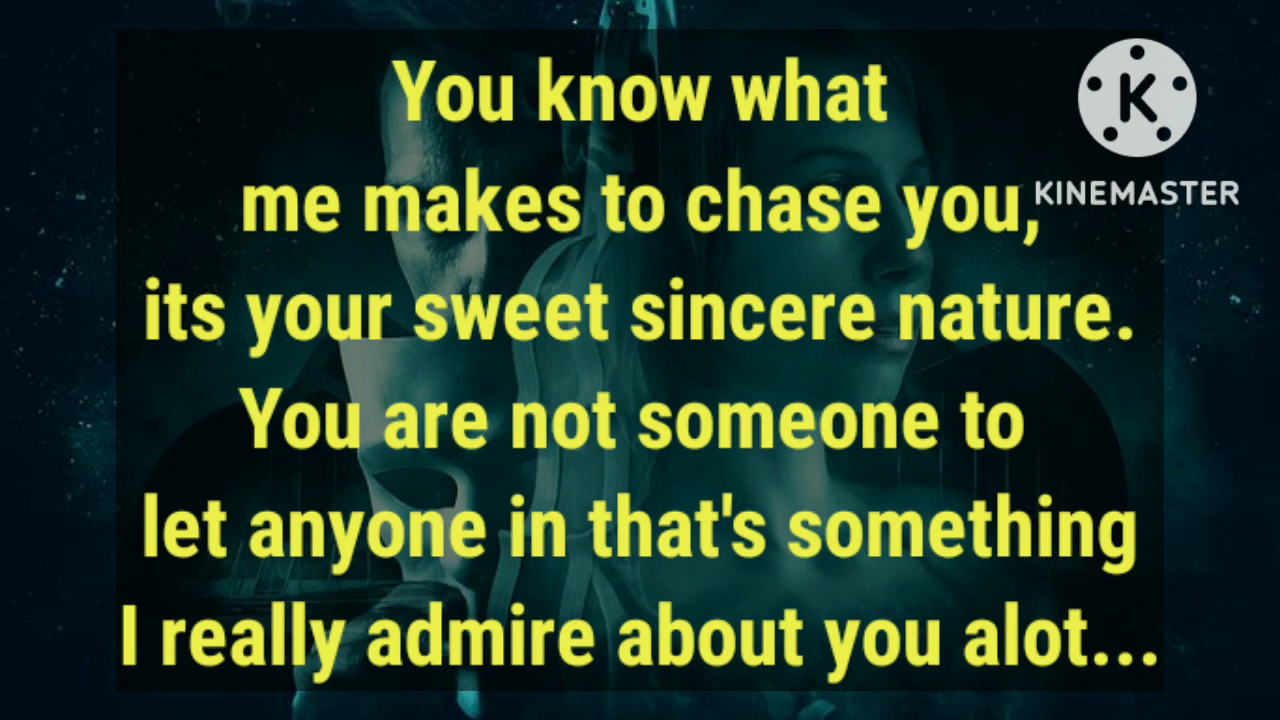 You know what
me makes to chase you,
its your sweet sincere nature.
You are not someone to
let anyone in that's something
I really admire about you alot...
K
KINEMASTER